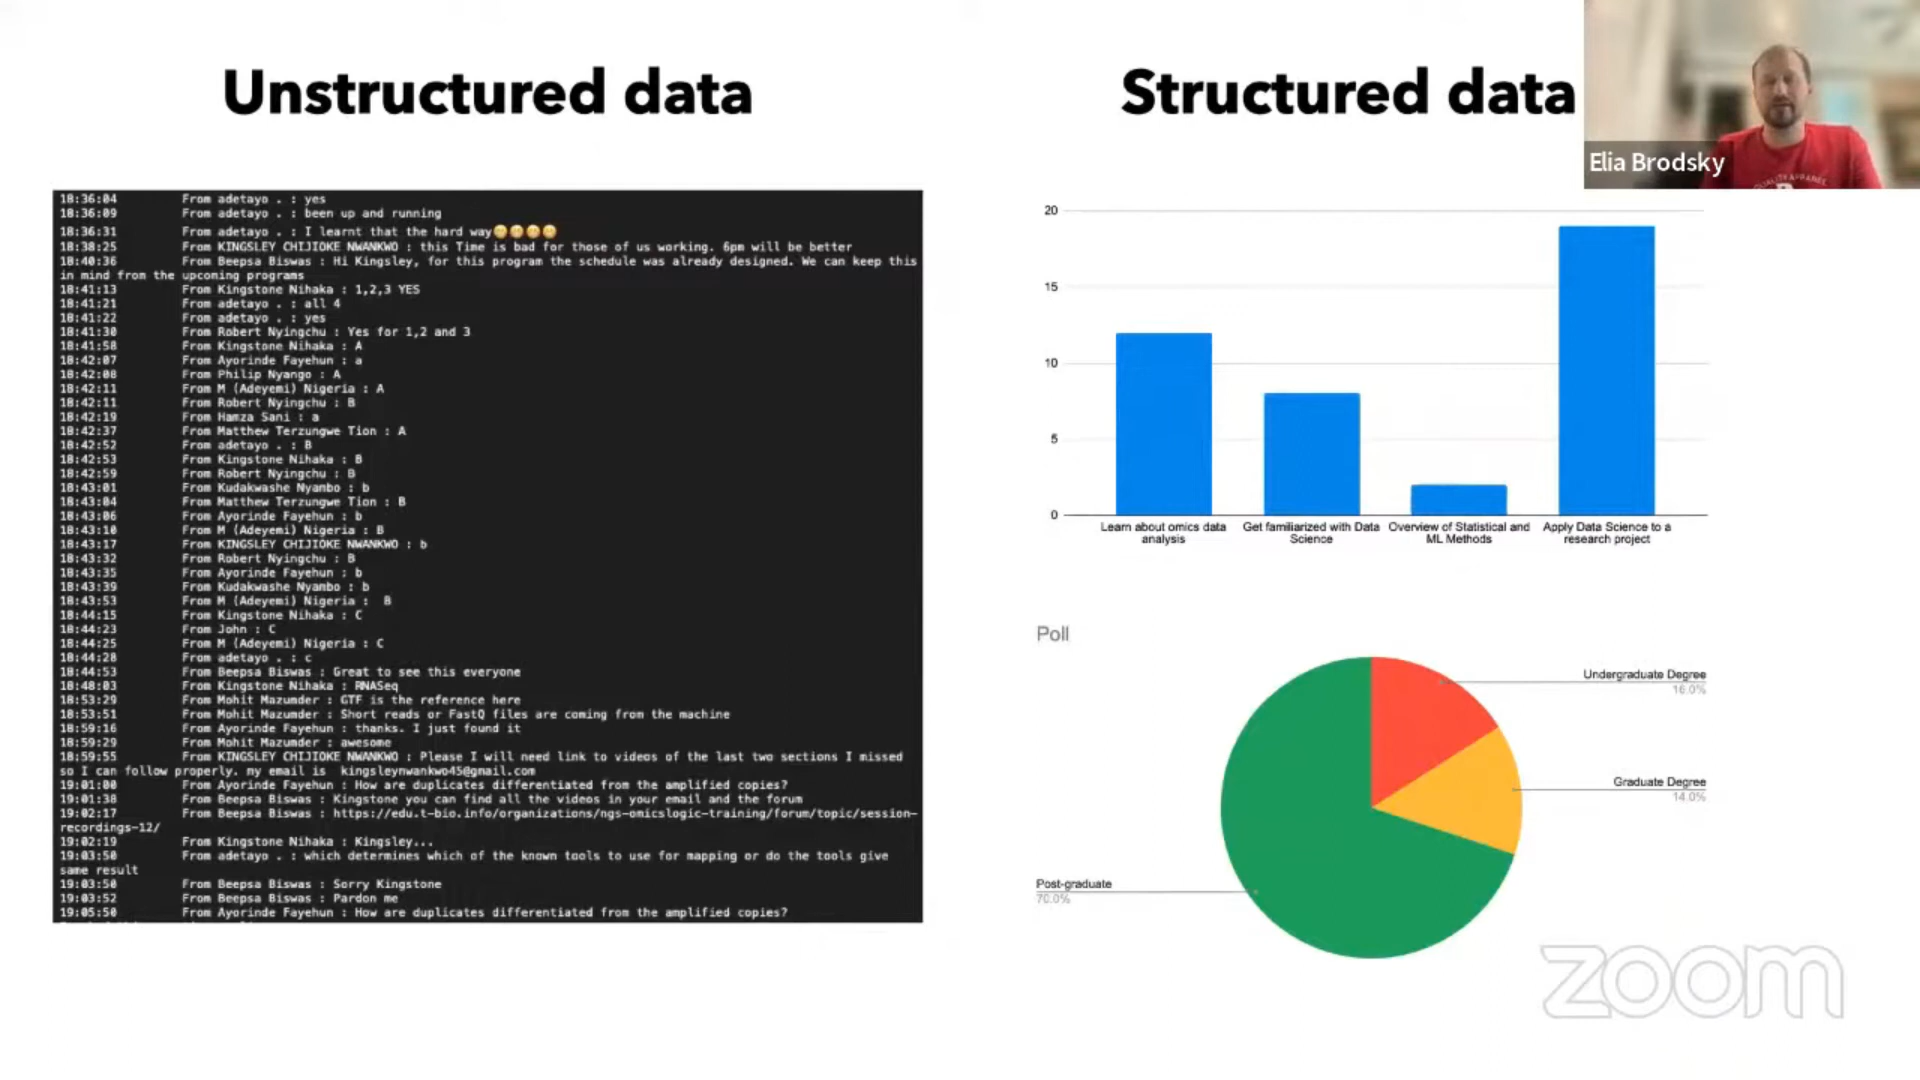 Unstructured data
18:36:04 From adetayo . : yes
18:36:09 From adetayo . : been up and running
18:36:31 From adetayo . : I learnt that the hard way😁😁😁😁
18:38:25 From KINGSLEY CHIJIOKE NWANKWO : this Time is bad for those of us working. 6pm will be better
18:40:36 From Beepsa Biswas : Hi Kingsley, for this program the schedule was already designed. We can keep this
in mind from the upcoming programs
18:41:13 From Kingstone Nihaka : 1,2,3 YES
18:41:21 From adetayo . : all 4
18:41:22 From adetayo . : yes
18:41:30 From Robert Nyingchu : Yes for 1,2 and 3
18:41:58 From Kingstone Nihaka : A
18:42:07 From Ayorinde Fayehun : a
18:42:08 From Philip Nyango : A
18:42:11 From M (Adeyemi) Nigeria : A
18:42:11 From Robert Nyingchu : B
18:42:19 From Hamza Sani : a
18:42:37 From Matthew Terzungwe Tion : A
18:42:52 From adetayo . : B
18:42:53 From Kingstone Nihaka : B
18:42:59 From Robert Nyingchu : B
18:43:01 From Kudakwashe Nyambo : b
18:43:04 From Matthew Terzungwe Tion : B
18:43:06 From Ayorinde Fayehun : b
18:43:10 From M (Adeyemi) Nigeria : B
18:43:17 From KINGSLEY CHIJIOKE NWANKWO : b
18:43:32 From Robert Nyingchu : B
18:43:35 From Ayorinde Fayehun : b
18:43:39 From Kudakwashe Nyambo : b
18:43:53 From M (Adeyemi) Nigeria : B
18:44:15 From Kingstone Nihaka : C
18:44:23 From John : C
18:44:25 From M (Adeyemi) Nigeria : C
18:44:28 From adetayo . : c
18:44:53 From Beepsa Biswas : Great to see this everyone
18:48:03 From Kingstone Nihaka : RNASeq
18:53:29 From Mohit Mazumder : GTF is the reference here
18:53:51 From Mohit Mazumder : Short reads or FastQ files are coming from the machine
18:59:16 From Ayorinde Fayehun : thanks. I just found it
18:59:29 From Mohit Mazumder : awesome
18:59:55 From KINGSLEY CHIJIOKE NWANKWO : Please I will need link to videos of the last two sections I missed
so I can follow properly. my email is kingsleynwankwo45@gmail.com
19:01:00 From Ayorinde Fayehun : How are duplicates differentiated from the amplified copies?
19:01:38 From Beepsa Biswas : Kingstone you can find all the videos in your email and the forum
19:02:17 From Beepsa Biswas : https://edu.t-bio.info/organizations/ngs-omicslogic-training/forum/topic/session-
recordings-12/
19:02:19 From Kingstone Nihaka : Kingsley...
19:03:50 From adetayo . : which determines which of the known tools to use for mapping or do the tools give
same result
19:03:50 From Beepsa Biswas : Sorry Kingstone
19:03:52 From Beepsa Biswas : Pardon me
19:05:50 From Ayorinde Fayehun : How are duplicates differentiated from the amplified copies?
Structured data
Elia Brodsky
20
15
10
5
0
Learn about omics data
analysis
Get familiarized with Data
Science
Overview of Statistical and
ML Methods
Apply Data Science to a
research project
Poll
Undergraduate Degree
16.0%
Graduate Degree
14.0%
Post-graduate
70.0%
zoom